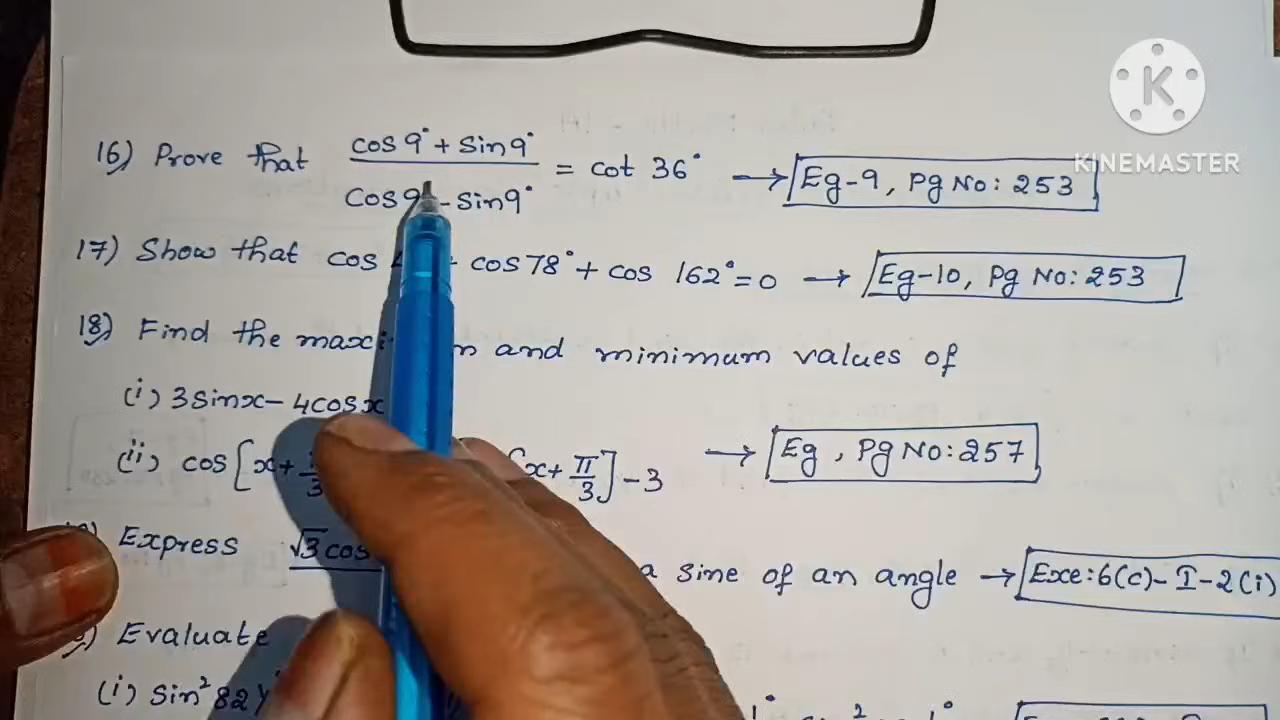 16) Prove that cos 9° + sin 9° / cos 9 - sin 9° = cot 36° → Eg-9, Pg No: 253
K
KINEMASTER
17) Show that cos cos 78° + cos 162° = 0 → Eg-10, Pg No: 253
18) Find the and minimum values of
(i) 3 sinx - 4 cosx
(ii) cos [x + π/3] - 3 → Eg, Pg No: 257
Express √3 cos a sine of an angle → Exe: 6(c) - I - 2(i)
Evaluate
(i) sin² 82